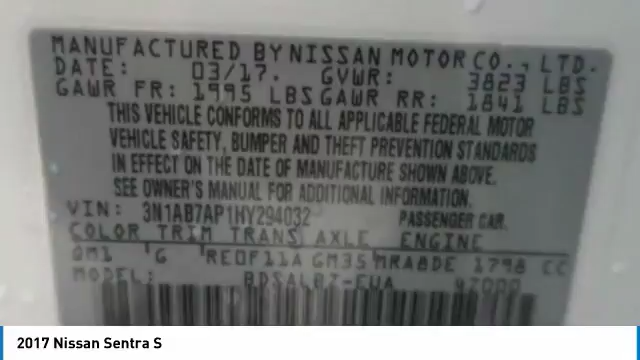 MANUFACTURED BY NISSAN MOTOR CO., LTD.
DATE: 03/17. GVWR: 3823 LBS
GAWR FR: 1995 LBS GAWR RR: 1841 LBS
THIS VEHICLE CONFORMS TO ALL APPLICABLE FEDERAL MOTOR
VEHICLE SAFETY, BUMPER AND THEFT PREVENTION STANDARDS
IN EFFECT ON THE DATE OF MANUFACTURE SHOWN ABOVE.
SEE OWNER'S MANUAL FOR ADDITIONAL INFORMATION.
VIN: 3N1AB7AP1HY294032 PASSENGER CAR.
COLOR TRIM TRANS AXLE ENGINE
QM1 G RE0F11A GM35 MRA8DE 1798 CC
MODEL:
2017 Nissan Sentra S